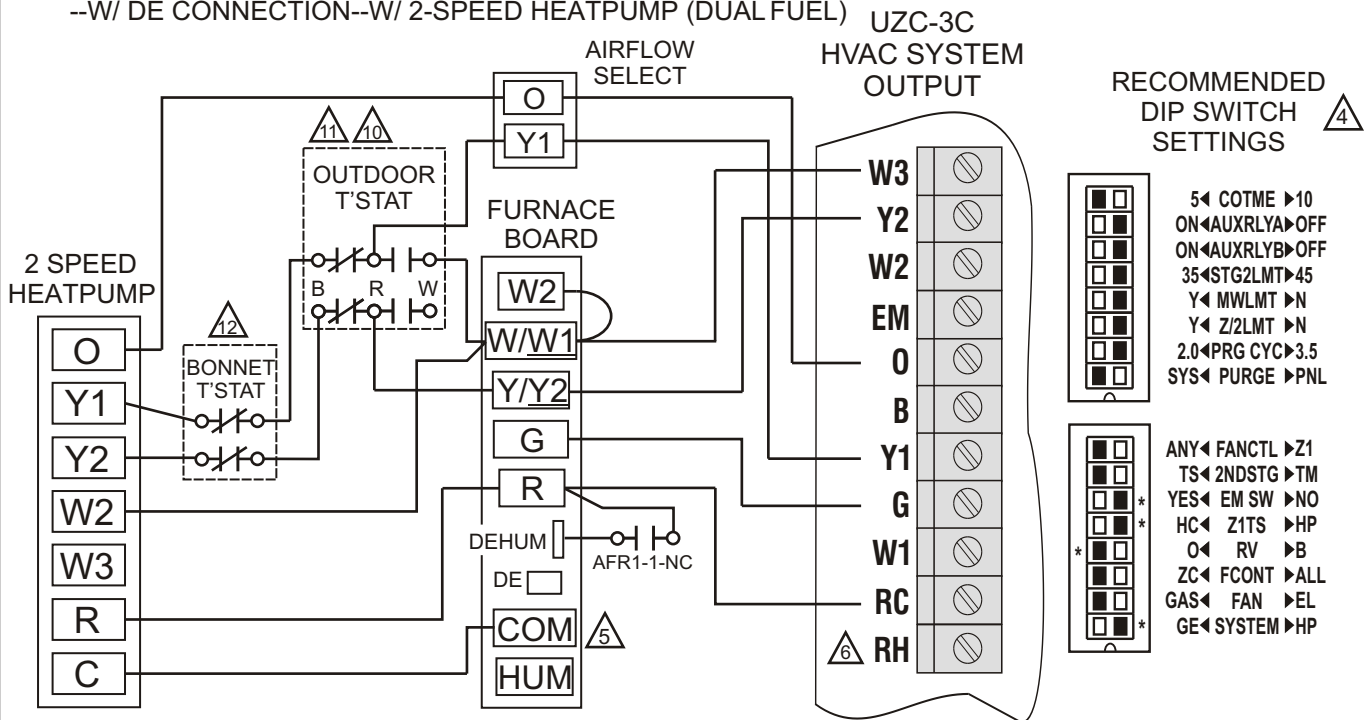 --W/ DE CONNECTION--W/ 2-SPEED HEATPUMP (DUAL FUEL)
AIRFLOW
SELECT
O
Y1
11 10
OUTDOOR
T'STAT
B R W
2 SPEED
HEATPUMP
O
Y1
Y2
W2
W3
R
C
12
BONNET
T'STAT
FURNACE
BOARD
W2
W/W1
Y/Y2
G
R
DEHUM
AFR1-1-NC
DE
COM
5
HUM
UZC-3C
HVAC SYSTEM
OUTPUT
W3
Y2
W2
EM
O
B
Y1
G
W1
RC
6 RH
RECOMMENDED
DIP SWITCH
SETTINGS
4
5◀ COTME ▶10
ON◀AUXRLYA▶OFF
ON◀AUXRLYB▶OFF
35◀STG2LMT▶45
Y◀ MWLMT ▶N
Y◀ Z/2LMT ▶N
2.0◀PRG CYC▶3.5
SYS◀ PURGE ▶PNL
ANY◀ FANCTL ▶Z1
TS◀ 2NDSTG ▶TM
* YES◀ EM SW ▶NO
* HC◀ Z1TS ▶HP
* O◀ RV ▶B
ZC◀ FCONT ▶ALL
GAS◀ FAN ▶EL
* GE◀ SYSTEM ▶HP